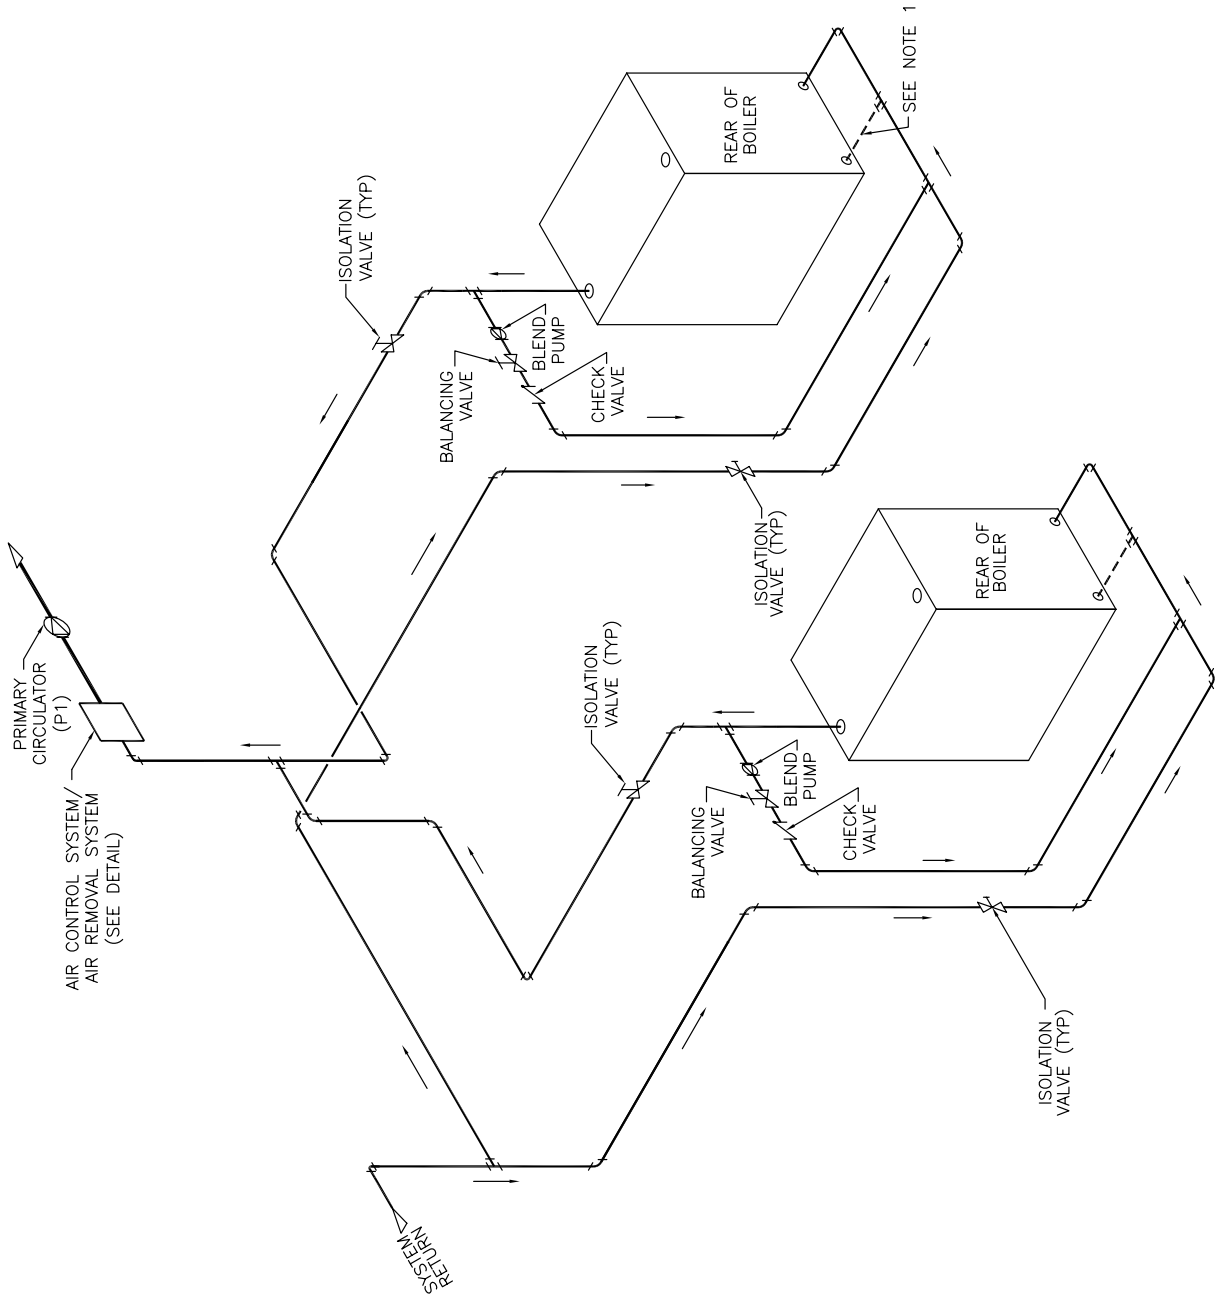 PRIMARY
CIRCULATOR
(P1)
AIR CONTROL SYSTEM/
AIR REMOVAL SYSTEM
(SEE DETAIL)
ISOLATION
VALVE (TYP)
BALANCING
VALVE
BLEND
PUMP
CHECK
VALVE
REAR OF
BOILER
SEE NOTE 1
ISOLATION
VALVE (TYP)
ISOLATION
VALVE (TYP)
BALANCING
VALVE
BLEND
PUMP
CHECK
VALVE
REAR OF
BOILER
ISOLATION
VALVE (TYP)
SYSTEM
RETURN